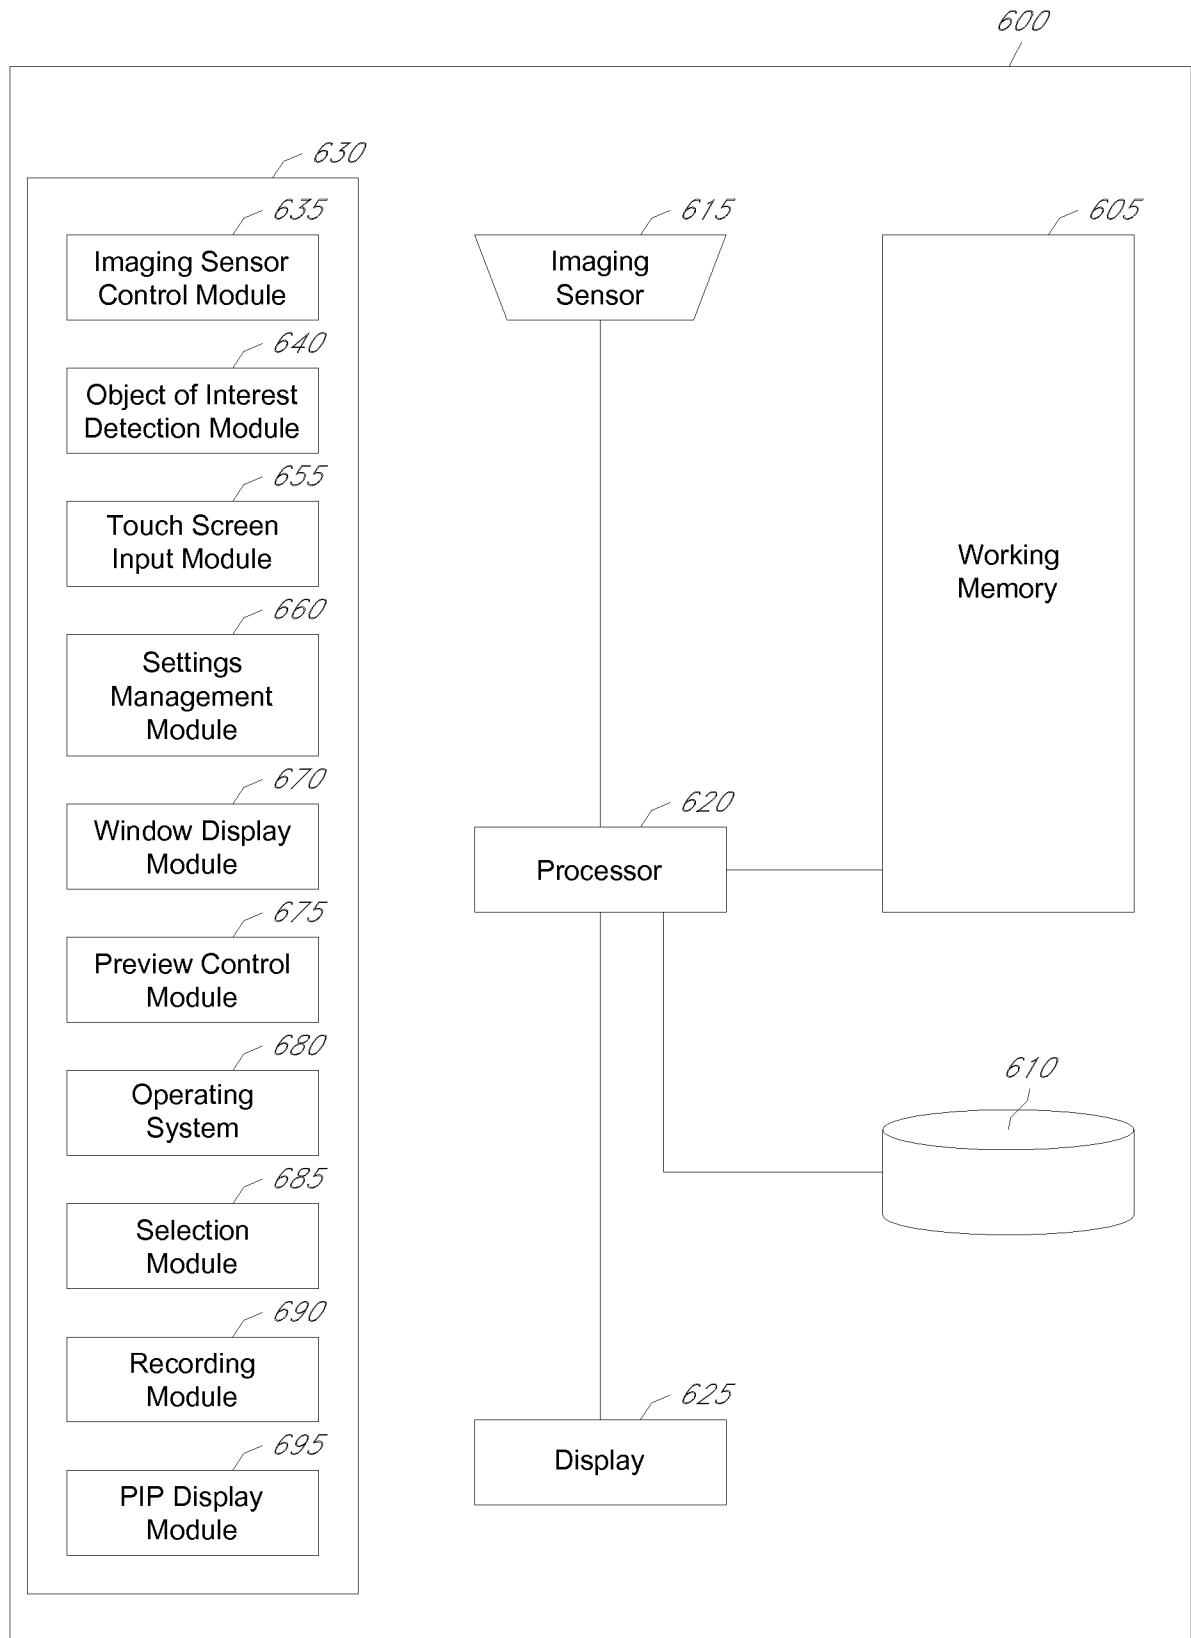 600
630
635
Imaging Sensor
Control Module
640
Object of Interest
Detection Module
655
Touch Screen
Input Module
660
Settings
Management
Module
670
Window Display
Module
675
Preview Control
Module
680
Operating
System
685
Selection
Module
690
Recording
Module
695
PIP Display
Module
615
Imaging
Sensor
620
Processor
625
Display
605
Working
Memory
610